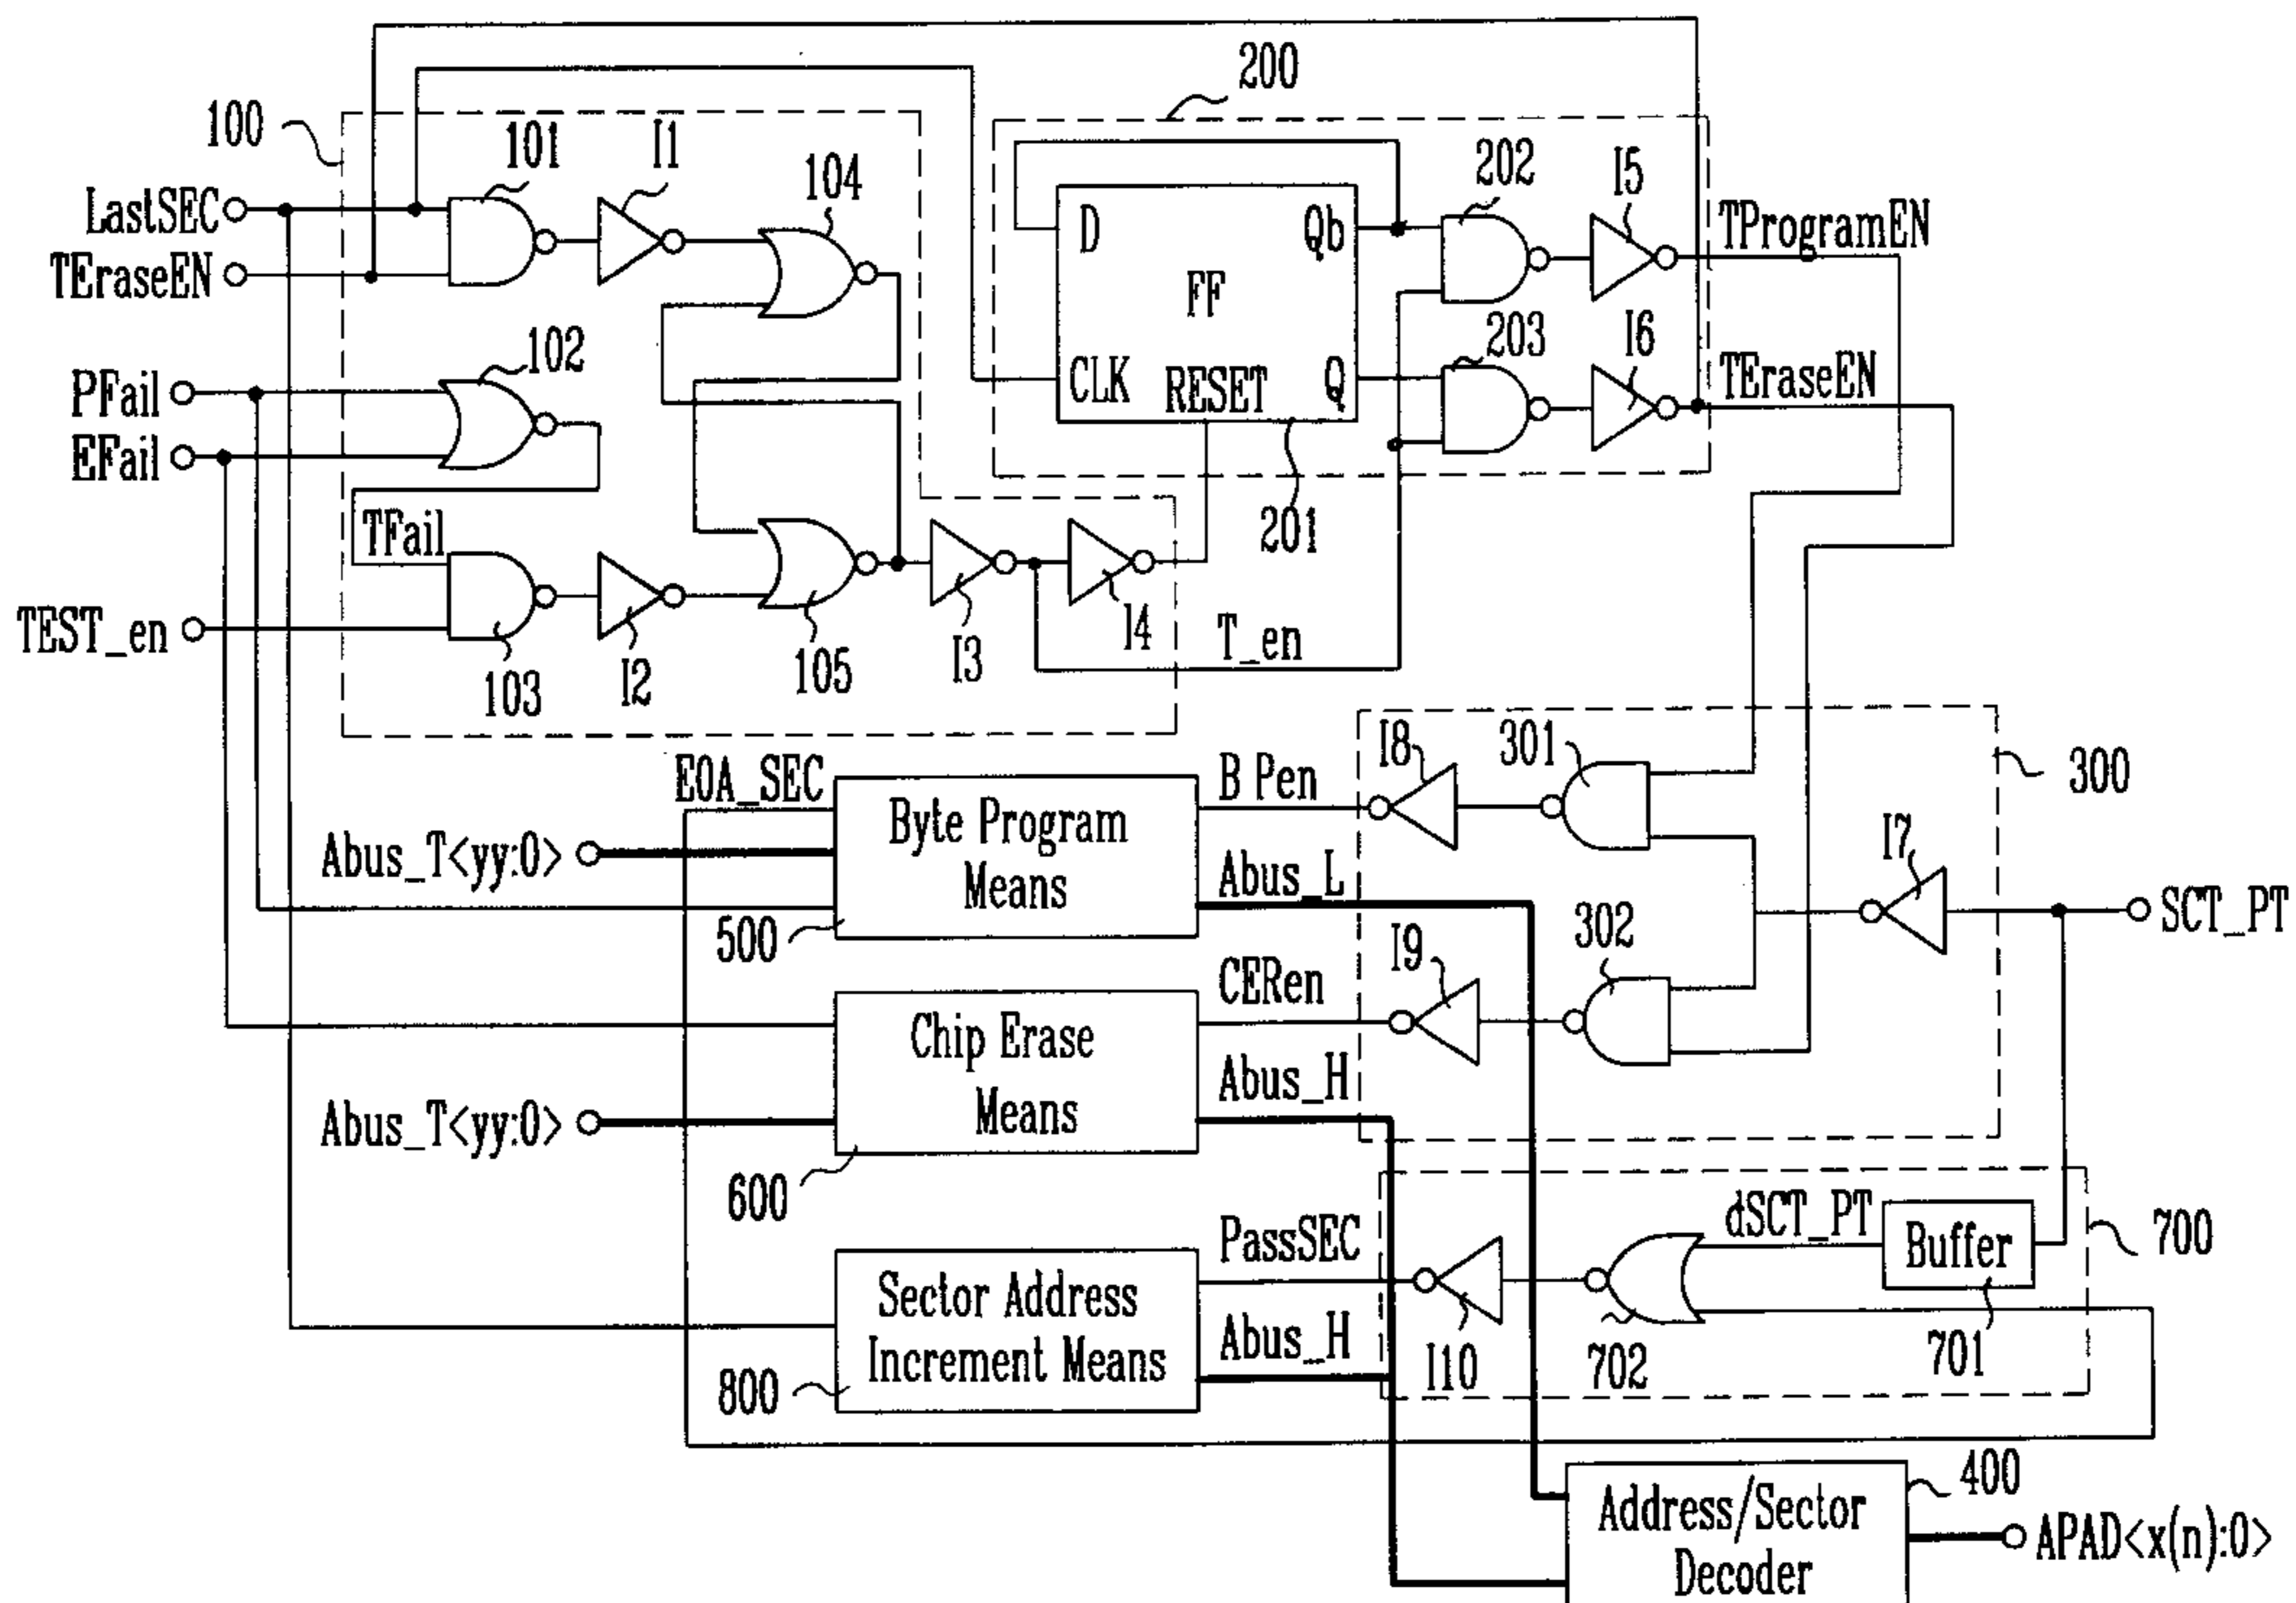 200
100
101
I1
104
202
I5
LastSEC
D
Qb
TProgramEN
TEraseEN
FF
203
I6
102
PFail
CLK
RESET
Q
TEraseEN
EFail
201
TFail
TEST_en
103
I2
105
I3
I4
T_en
I8
301
300
EOA_SEC
B Pen
Byte Program
Means
Abus_T<yy:0>
I7
Abus_L
500
302
SCT_PT
I9
CERen
Chip Erase
Means
Abus_H
Abus_T<yy:0>
600
dSCT_PT
PassSEC
Buffer
700
Sector Address
Increment Means
Abus_H
I10
702
701
800
400
Address/Sector
Decoder
APAD<x(n):0>